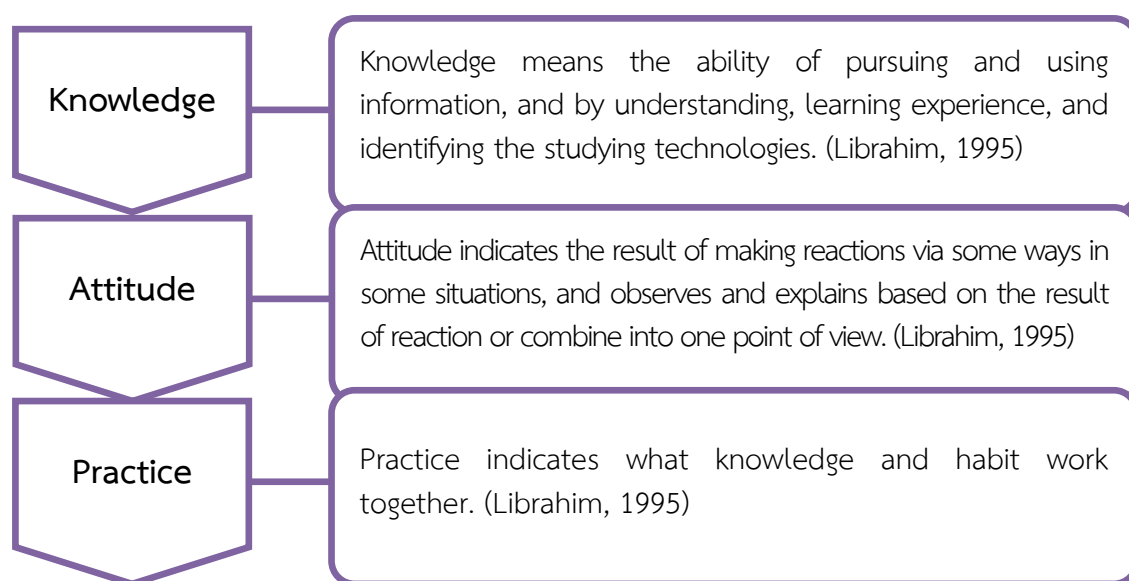 Knowledge
Knowledge means the ability of pursuing and using
information, and by understanding, learning experience, and
identifying the studying technologies. (Librahim, 1995)
Attitude
Attitude indicates the result of making reactions via some ways in
some situations, and observes and explains based on the result
of reaction or combine into one point of view. (Librahim, 1995)
Practice
Practice indicates what knowledge and habit work
together. (Librahim, 1995)